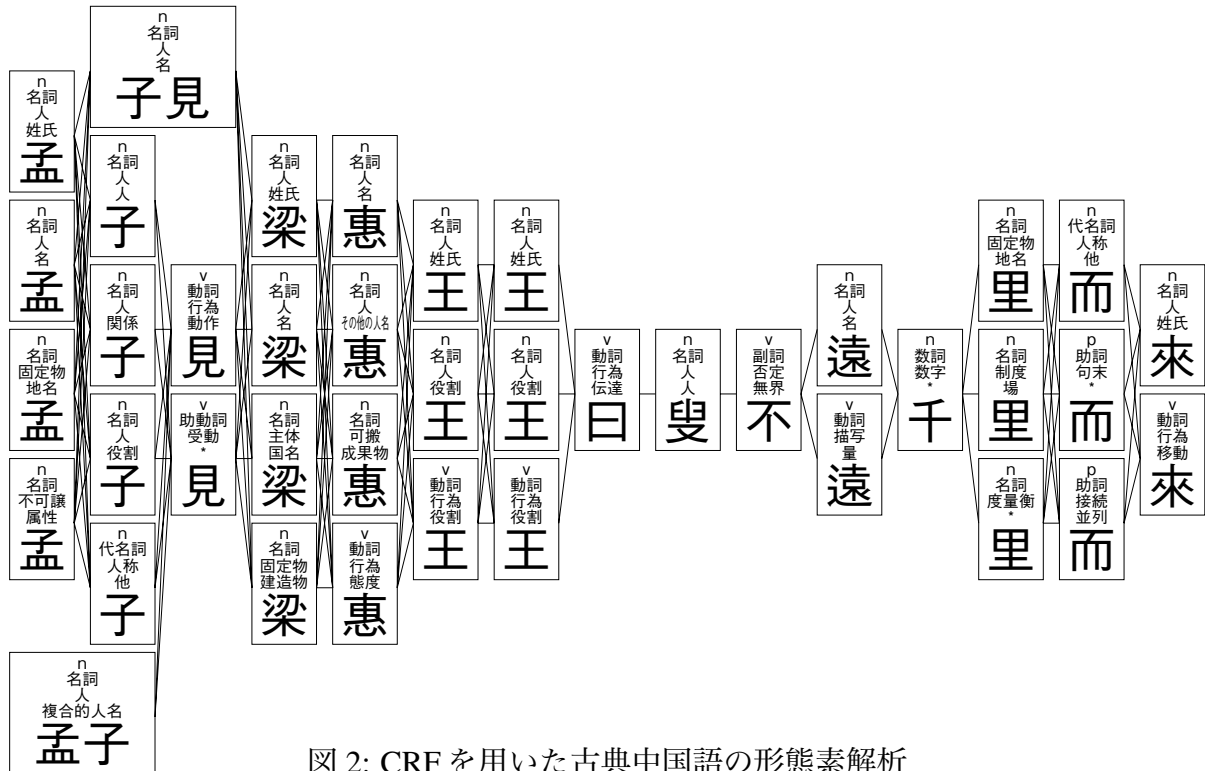 n
名詞
人
姓氏
孟
n
名詞
人
名
孟
n
名詞
固定物
地名
孟
n
名詞
不可譲
属性
孟
n
名詞
人
複合的人名
孟子
n
名詞
人
名
子見
n
名詞
人
人
子
n
名詞
人
関係
子
n
名詞
人
役割
子
n
代名詞
人称
他
子
v
動詞
行為
動作
見
v
助動詞
受動
*
見
n
名詞
人
姓氏
梁
n
名詞
人
名
梁
n
名詞
主体
国名
梁
n
名詞
固定物
建造物
梁
n
名詞
人
名
惠
n
名詞
人
その他の人名
惠
n
名詞
可搬
成果物
惠
v
動詞
行為
態度
惠
n
名詞
人
姓氏
王
n
名詞
人
役割
王
v
動詞
行為
役割
王
n
名詞
人
姓氏
王
n
名詞
人
役割
王
v
動詞
行為
役割
王
v
動詞
行為
伝達
曰
n
名詞
人
人
叟
v
副詞
否定
無界
不
n
名詞
人
名
遠
v
動詞
描写
量
遠
n
数詞
数字
*
千
n
名詞
固定物
地名
里
n
名詞
制度
場
里
n
名詞
度量衡
*
里
n
代名詞
人称
他
而
p
助詞
句末
*
而
p
助詞
接続
並列
而
n
名詞
人
姓氏
來
v
動詞
行為
移動
來
図 2: CRFを用いた古典中国語の形態素解析